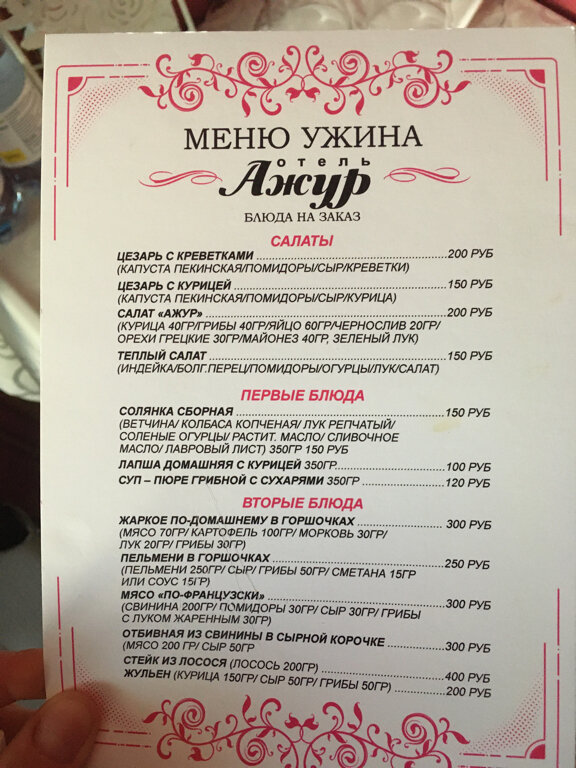 МЕНЮ УЖИНА
ОТЕЛЬ
Ажур
БЛЮДА НА ЗАКАЗ
САЛАТЫ
ЦЕЗАРЬ С КРЕВЕТКАМИ 200 РУБ
(КАПУСТА ПЕКИНСКАЯ/ПОМИДОРЫ/СЫР/КРЕВЕТКИ)
ЦЕЗАРЬ С КУРИЦЕЙ 150 РУБ
(КАПУСТА ПЕКИНСКАЯ/ПОМИДОРЫ/СЫР/КУРИЦА)
САЛАТ «АЖУР» 200 РУБ
(КУРИЦА 40ГР/ГРИБЫ 40ГР/ЯЙЦО 60ГР/ЧЕРНОСЛИВ 20ГР/
ОРЕХИ ГРЕЦКИЕ 30ГР/МАЙОНЕЗ 40ГР, ЗЕЛЕНЫЙ ЛУК)
ТЕПЛЫЙ САЛАТ 150 РУБ
(ИНДЕЙКА/БОЛГ.ПЕРЕЦ/ПОМИДОРЫ/ОГУРЦЫ/ЛУК/САЛАТ)
ПЕРВЫЕ БЛЮДА
СОЛЯНКА СБОРНАЯ 150 РУБ
(ВЕТЧИНА/ КОЛБАСА КОПЧЕНАЯ/ ЛУК РЕПЧАТЫЙ/
СОЛЕНЫЕ ОГУРЦЫ/ РАСТИТ. МАСЛО/ СЛИВОЧНОЕ
МАСЛО/ ЛАВРОВЫЙ ЛИСТ) 350ГР 150 РУБ
ЛАПША ДОМАШНЯЯ С КУРИЦЕЙ 350ГР 100 РУБ
СУП – ПЮРЕ ГРИБНОЙ С СУХАРЯМИ 350ГР 120 РУБ
ВТОРЫЕ БЛЮДА
ЖАРКОЕ ПО-ДОМАШНЕМУ В ГОРШОЧКАХ 300 РУБ
(МЯСО 70ГР/ КАРТОФЕЛЬ 100ГР/ МОРКОВЬ 30ГР/
ЛУК 20ГР/ ГРИБЫ 30ГР)
ПЕЛЬМЕНИ В ГОРШОЧКАХ 250 РУБ
(ПЕЛЬМЕНИ 250ГР/ СЫР/ ГРИБЫ 50ГР/ СМЕТАНА 15ГР
ИЛИ СОУС 15ГР)
МЯСО «ПО-ФРАНЦУЗСКИ» 300 РУБ
(СВИНИНА 200ГР/ ПОМИДОРЫ 30ГР/ СЫР 30ГР/ ГРИБЫ
С ЛУКОМ ЖАРЕННЫМ 30ГР)
ОТБИВНАЯ ИЗ СВИНИНЫ В СЫРНОЙ КОРОЧКЕ 300 РУБ
(МЯСО 200 ГР/ СЫР 50ГР
СТЕЙК ИЗ ЛОСОСЯ (ЛОСОСЬ 200ГР) 400 РУБ
ЖУЛЬЕН (КУРИЦА 150ГР/ СЫР 50ГР/ ГРИБЫ 50ГР) 200 РУБ